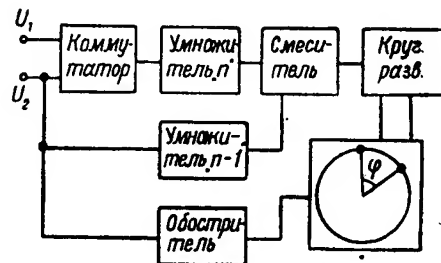 U₁
U₂
Комму-
татор
Умножи-
тель„n"
Смеси-
тель
Круг.
разв.
Умножи-
тель„n-1
Обостри-
тель
φ